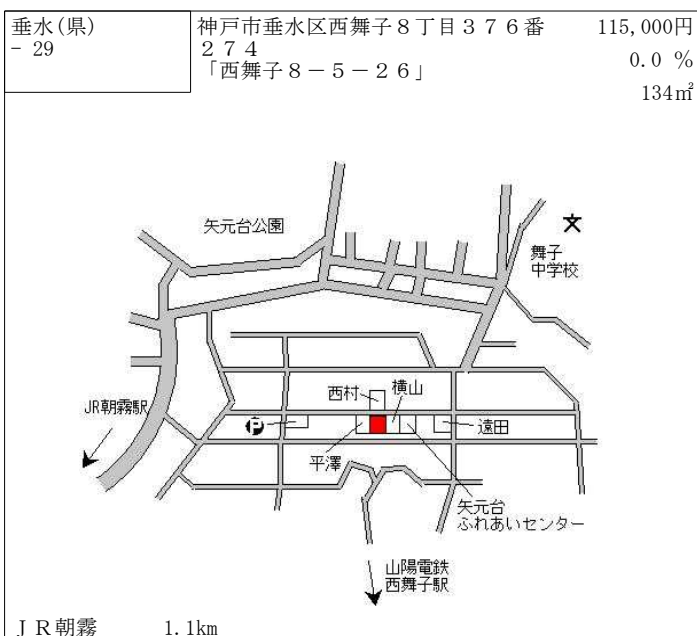 垂水(県)
- 29
神戸市垂水区西舞子８丁目３７６番
２７４
「西舞子８－５－２６」
115,000円
0.0 %
134㎡
矢元台公園
文
舞子
中学校
西村
横山
JR朝霧駅
P
遠田
平澤
矢元台
ふれあいセンター
山陽電鉄
西舞子駅
ＪＲ朝霧 1.1km